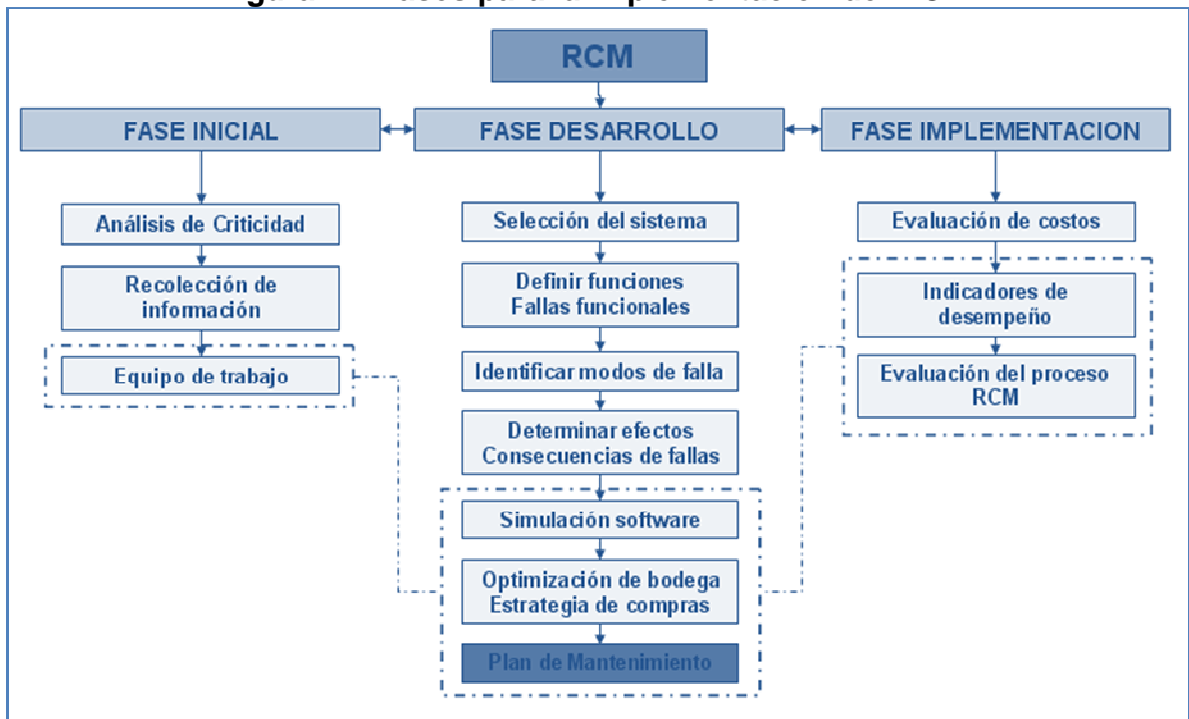 RCM
FASE INICIAL
FASE DESARROLLO
FASE IMPLEMENTACION
Análisis de Criticidad
Recolección de
información
Equipo de trabajo
Selección del sistema
Definir funciones
Fallas funcionales
Identificar modos de falla
Determinar efectos
Consecuencias de fallas
Simulación software
Optimización de bodega
Estrategia de compras
Plan de Mantenimiento
Evaluación de costos
Indicadores de
desempeño
Evaluación del proceso
RCM